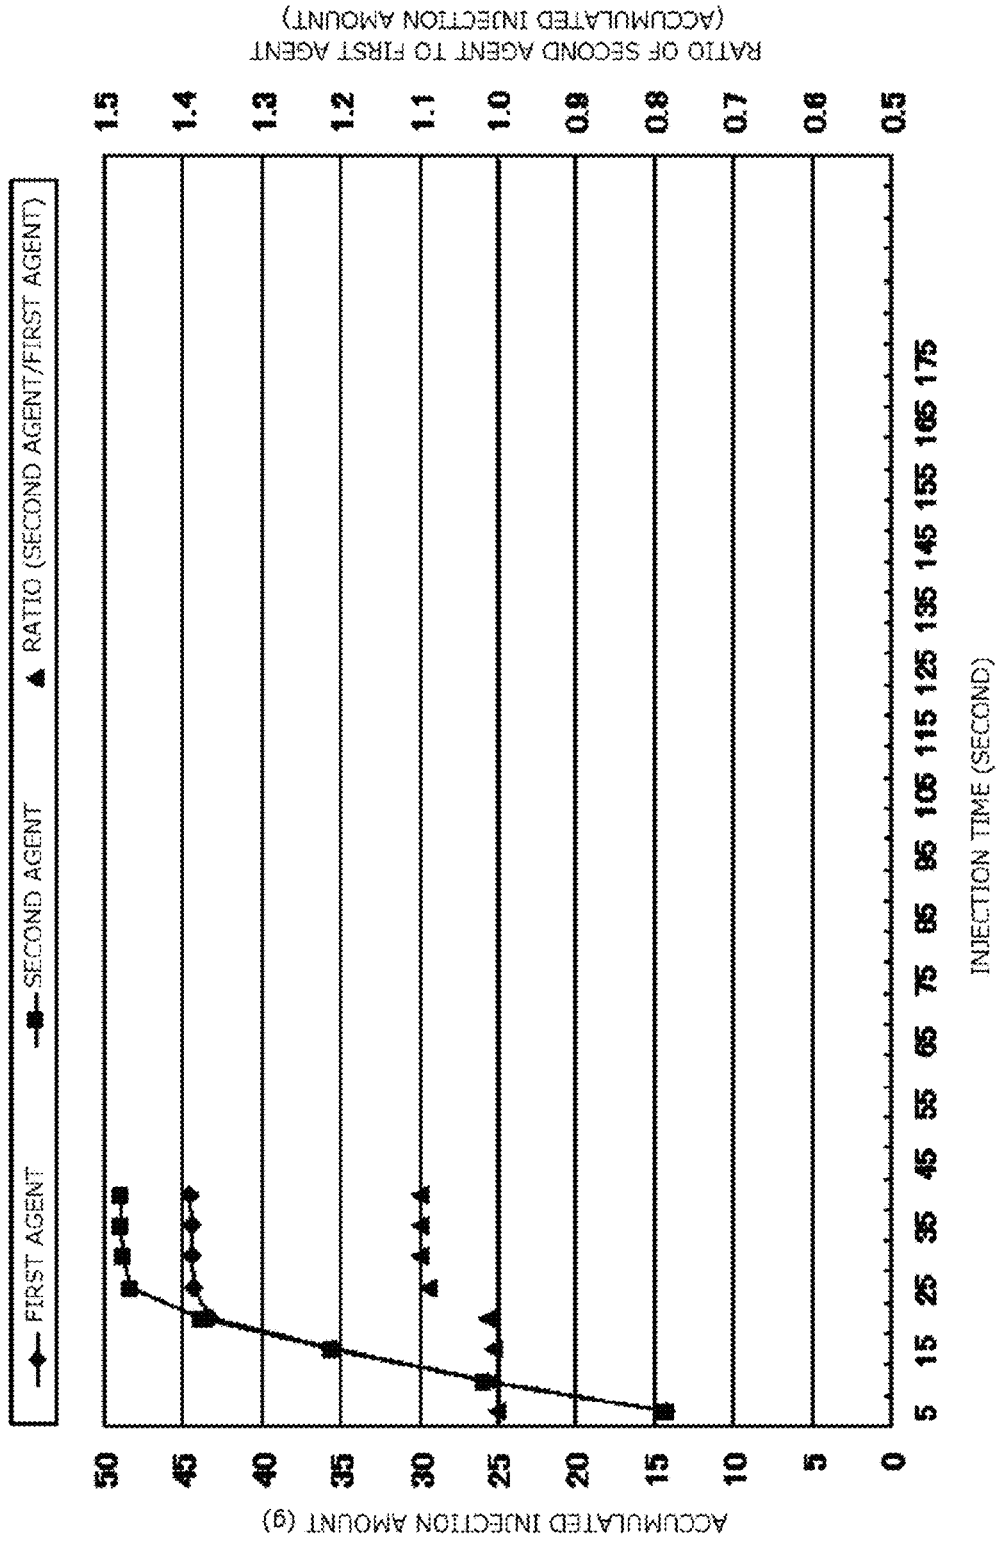 FIRST AGENT
SECOND AGENT
RATIO (SECOND AGENT/FIRST AGENT)
ACCUMULATED INJECTION AMOUNT (g)
50
45
40
35
30
25
20
15
10
5
0
5 15 25 35 45 55 65 75 85 95 105 115 125 135 145 155 165 175
INJECTION TIME (SECOND)
1.5
1.4
1.3
1.2
1.1
1.0
0.9
0.8
0.7
0.6
0.5
RATIO OF SECOND AGENT TO FIRST AGENT
(ACCUMULATED INJECTION AMOUNT)